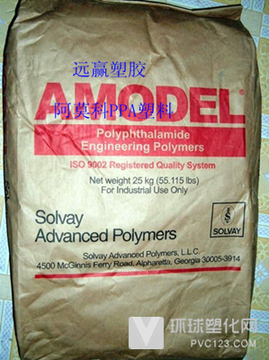 远赢塑胶
AMODEL®
阿莫科PPA塑料
Polyphthalamide
Engineering Polymers
ISO 9002 Registered Quality System
Net weight 25 kg (55.115 lbs)
For Industrial Use Only
Solvay
Advanced Polymers
SOLVAY
Solvay Advanced Polymers, L.L.C.
4500 McGinnis Ferry Road, Alpharetta, Georgia 30005-3914
环球塑化网
PVC123.com